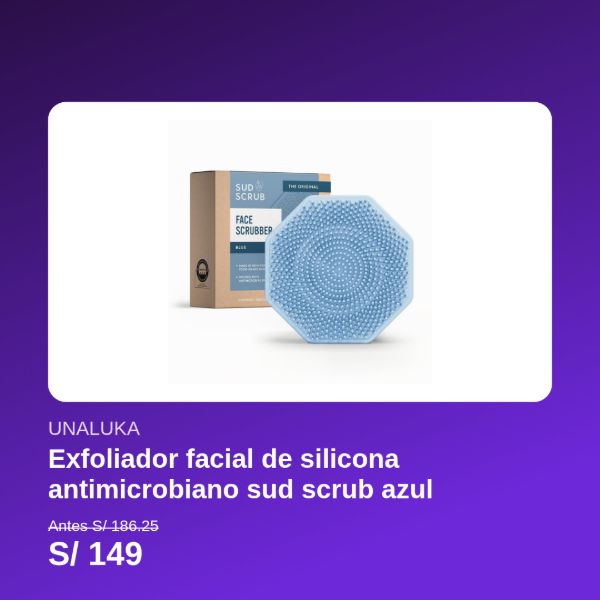 SUD
SCRUB
THE ORIGINAL
FACE
SCRUBBER
BLUE
UNALUKA
Exfoliador facial de silicona
antimicrobiano sud scrub azul
Antes S/ 186.25
S/ 149